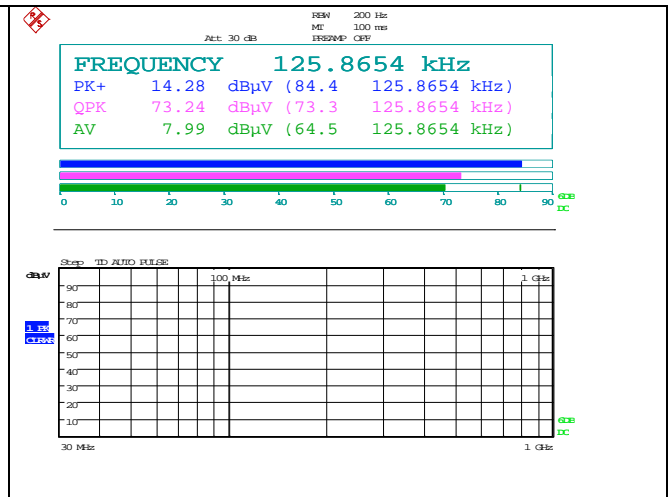 RBW 200 Hz
MT 100 ms
Att 30 dB PREAMP OFF
FREQUENCY 125.8654 kHz
PK+ 14.28 dBµV (84.4 125.8654 kHz)
QPK 73.24 dBµV (73.3 125.8654 kHz)
AV 7.99 dBµV (64.5 125.8654 kHz)
0 10 20 30 40 50 60 70 80 90
6DB
DC
Step TD AUTO PULSE
dBµV
100 MHz 1 GHz
90
80
70
1 PK
CLRWR
60
50
40
30
20
10
6DB
DC
30 MHz 1 GHz